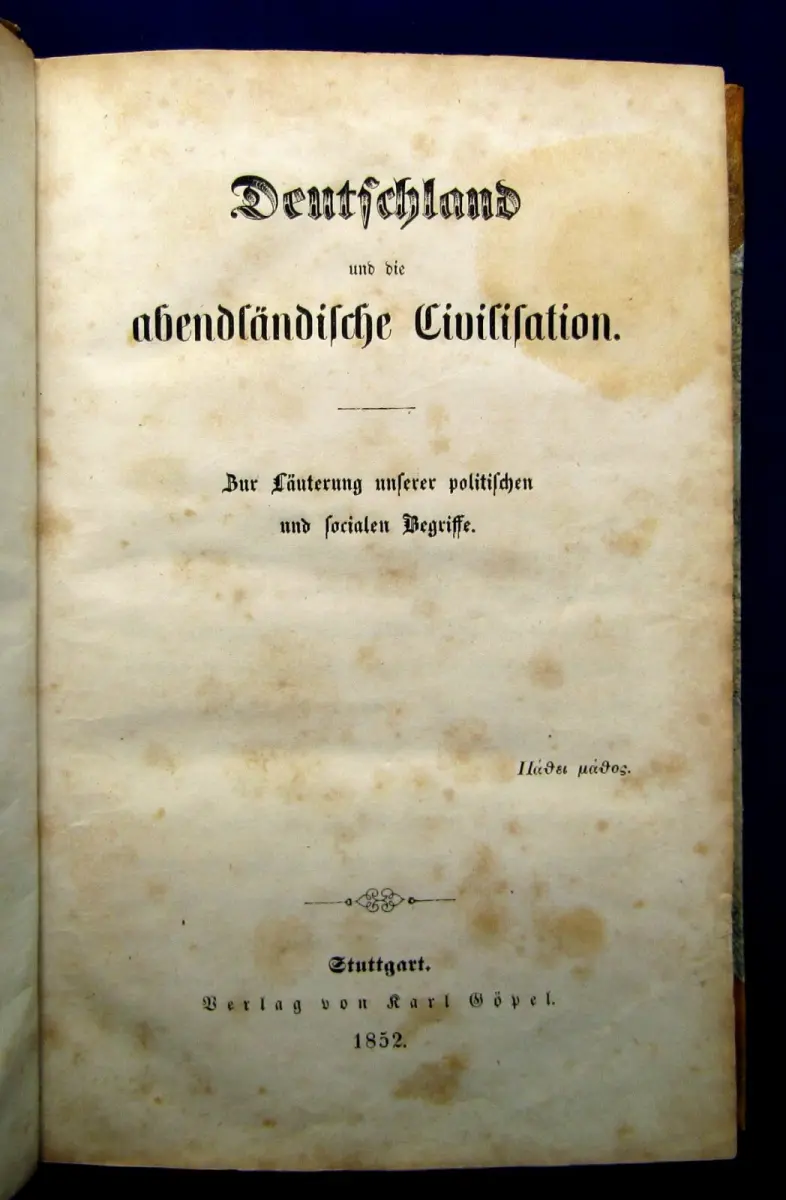 Deutſchland
und die
abendländiſche Civiliſation.
Zur Läuterung unſerer politiſchen
und ſocialen Begriffe.
Πάϑει μάϑος.
Stuttgart.
Verlag von Karl Göpel.
1852.